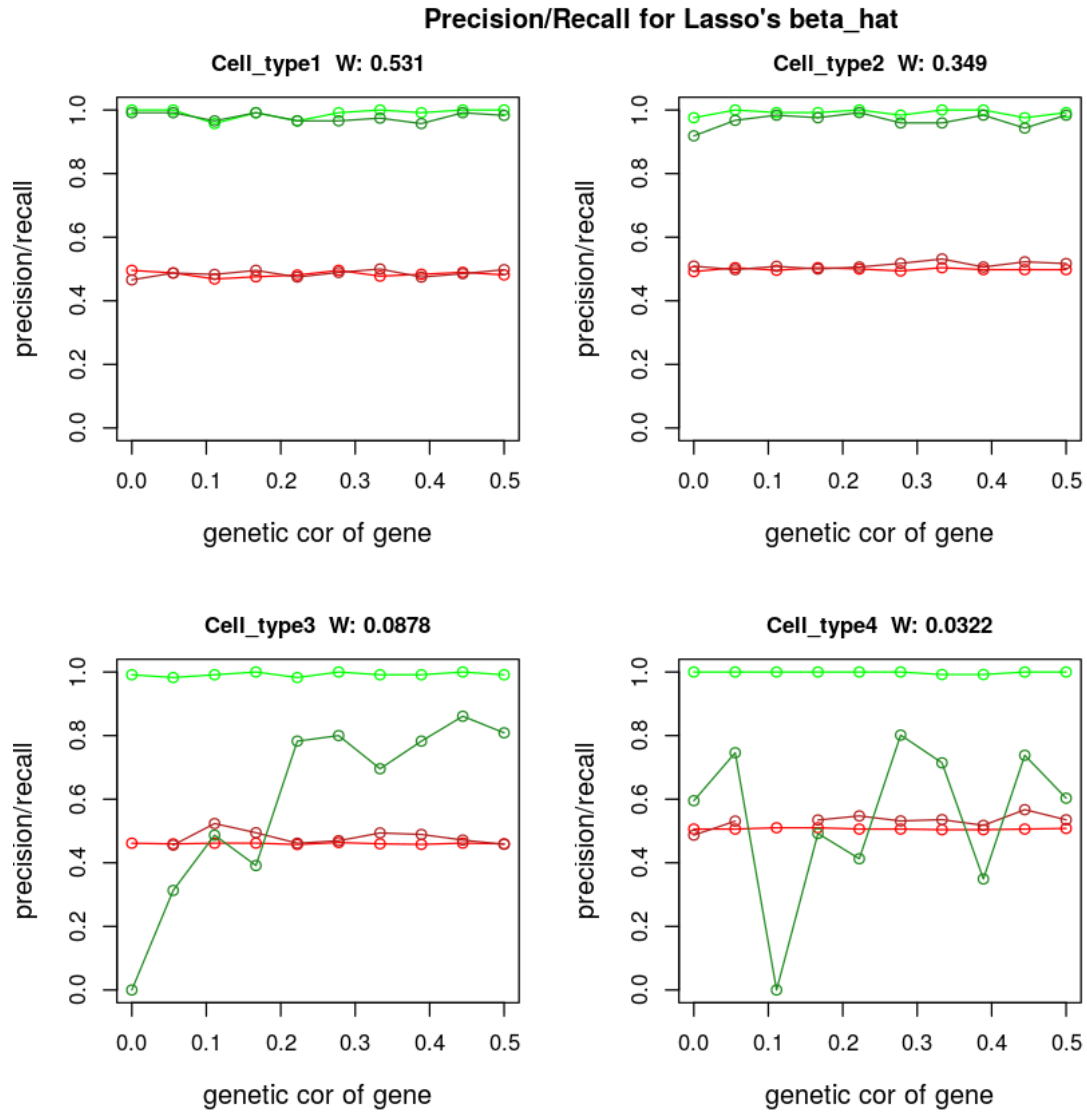 Precision/Recall for Lasso's beta_hat
Cell_type1 W: 0.531
precision/recall
0.0 0.2 0.4 0.6 0.8 1.0
0.0 0.1 0.2 0.3 0.4 0.5
genetic cor of gene
Cell_type2 W: 0.349
precision/recall
0.0 0.2 0.4 0.6 0.8 1.0
0.0 0.1 0.2 0.3 0.4 0.5
genetic cor of gene
Cell_type3 W: 0.0878
precision/recall
0.0 0.2 0.4 0.6 0.8 1.0
0.0 0.1 0.2 0.3 0.4 0.5
genetic cor of gene
Cell_type4 W: 0.0322
precision/recall
0.0 0.2 0.4 0.6 0.8 1.0
0.0 0.1 0.2 0.3 0.4 0.5
genetic cor of gene